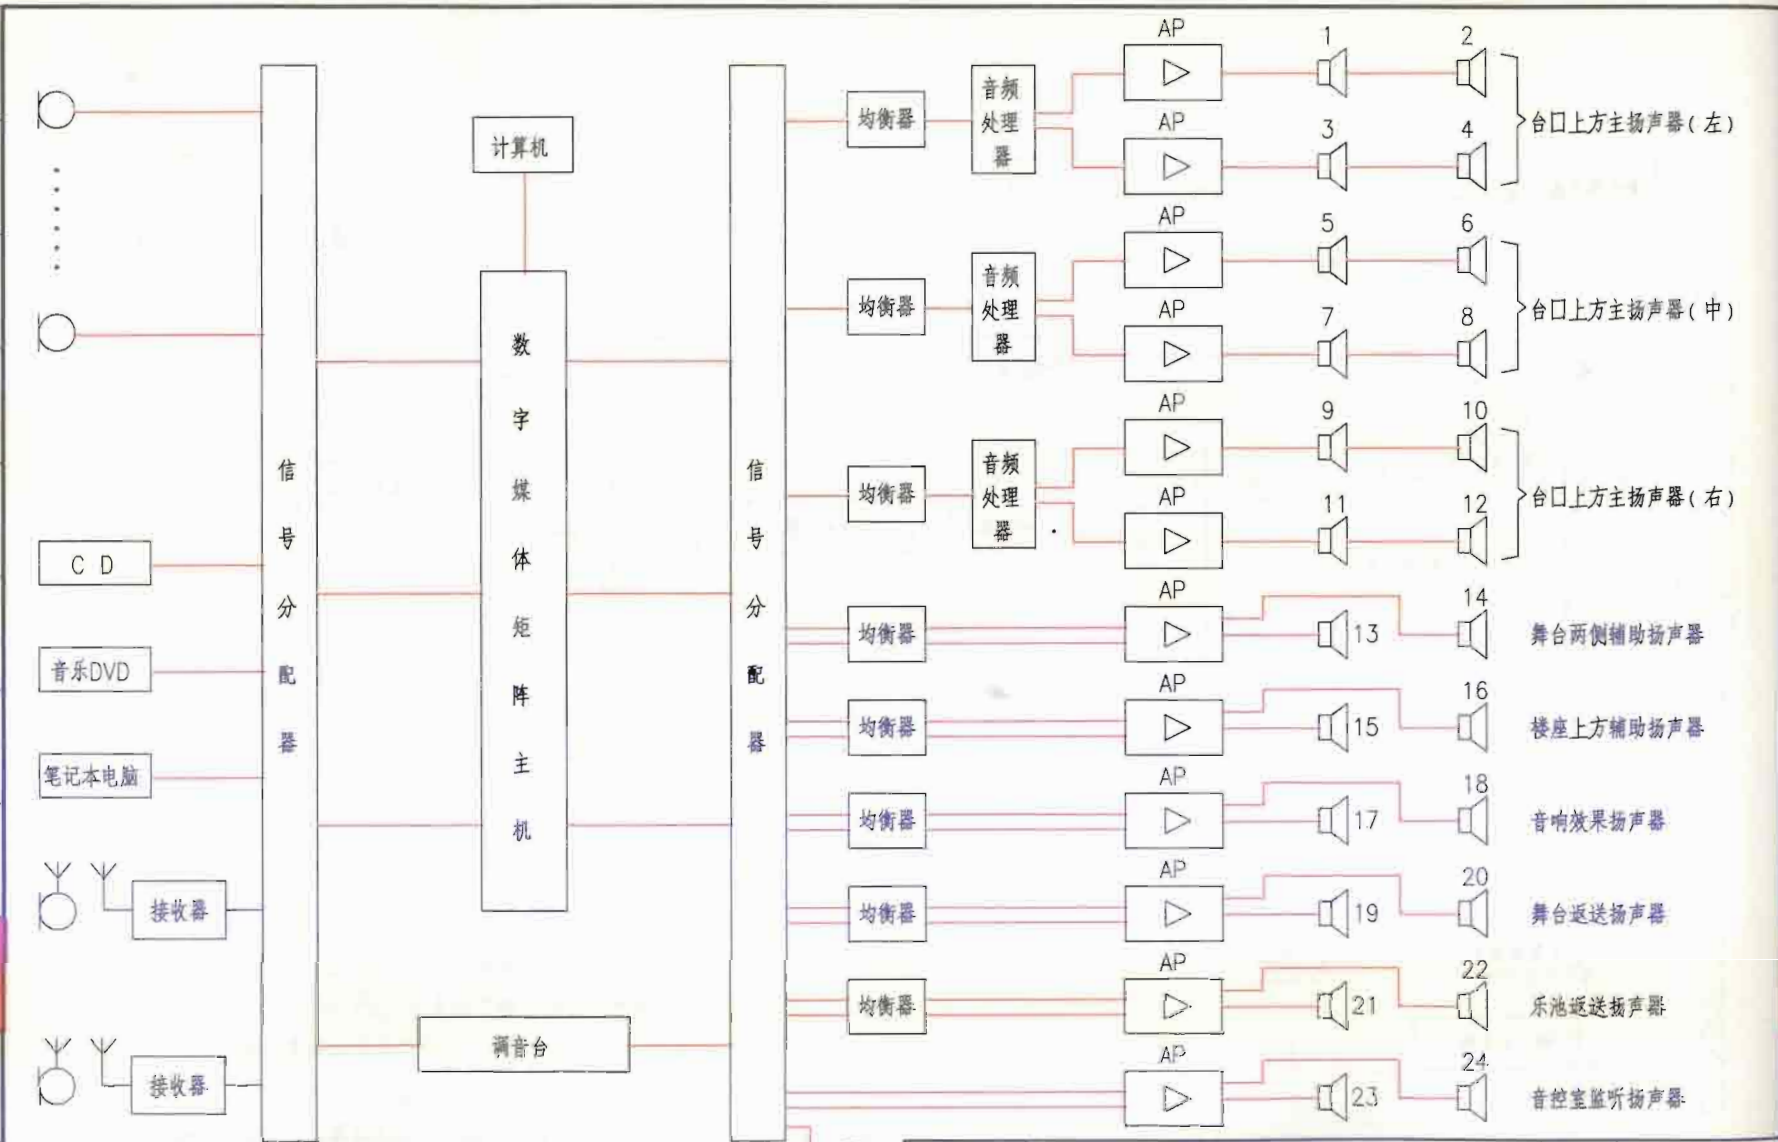 AP
1
2
计算机
均衡器
音频
处理
器
AP
3
4
台口上方主扬声器(左)
AP
5
6
均衡器
音频
处理
器
AP
7
8
台口上方主扬声器(中)
AP
9
10
均衡器
音频
处理
器
AP
11
12
台口上方主扬声器(右)
信号分配器
数字媒体矩阵主机
信号分配器
CD
音乐DVD
笔记本电脑
接收器
接收器
调音台
均衡器
AP
13
14
舞台两侧辅助扬声器
均衡器
AP
15
16
楼座上方辅助扬声器
均衡器
AP
17
18
音响效果扬声器
均衡器
AP
19
20
舞台返送扬声器
均衡器
AP
21
22
乐池返送扬声器
AP
23
24
音控室监听扬声器